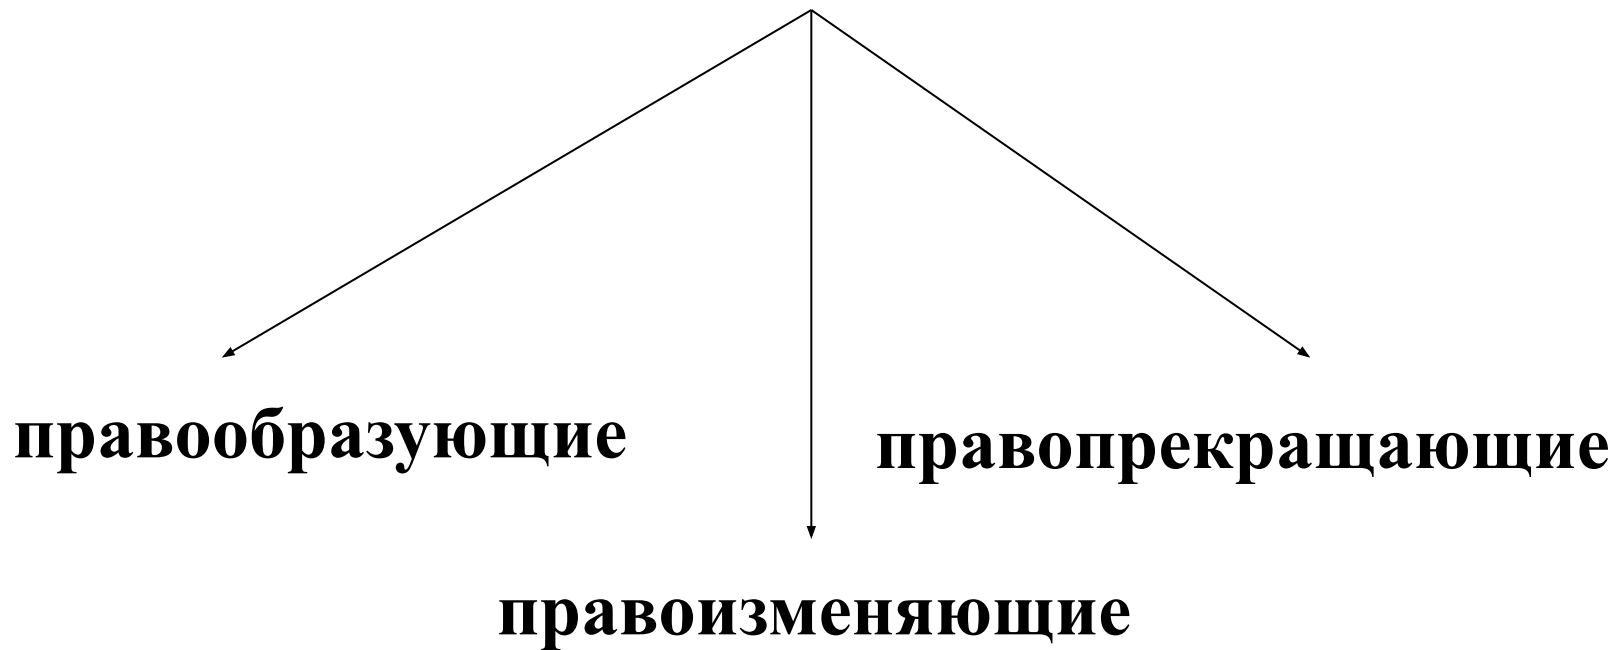 правообразующие
правопрекращающие
правоизменяющие